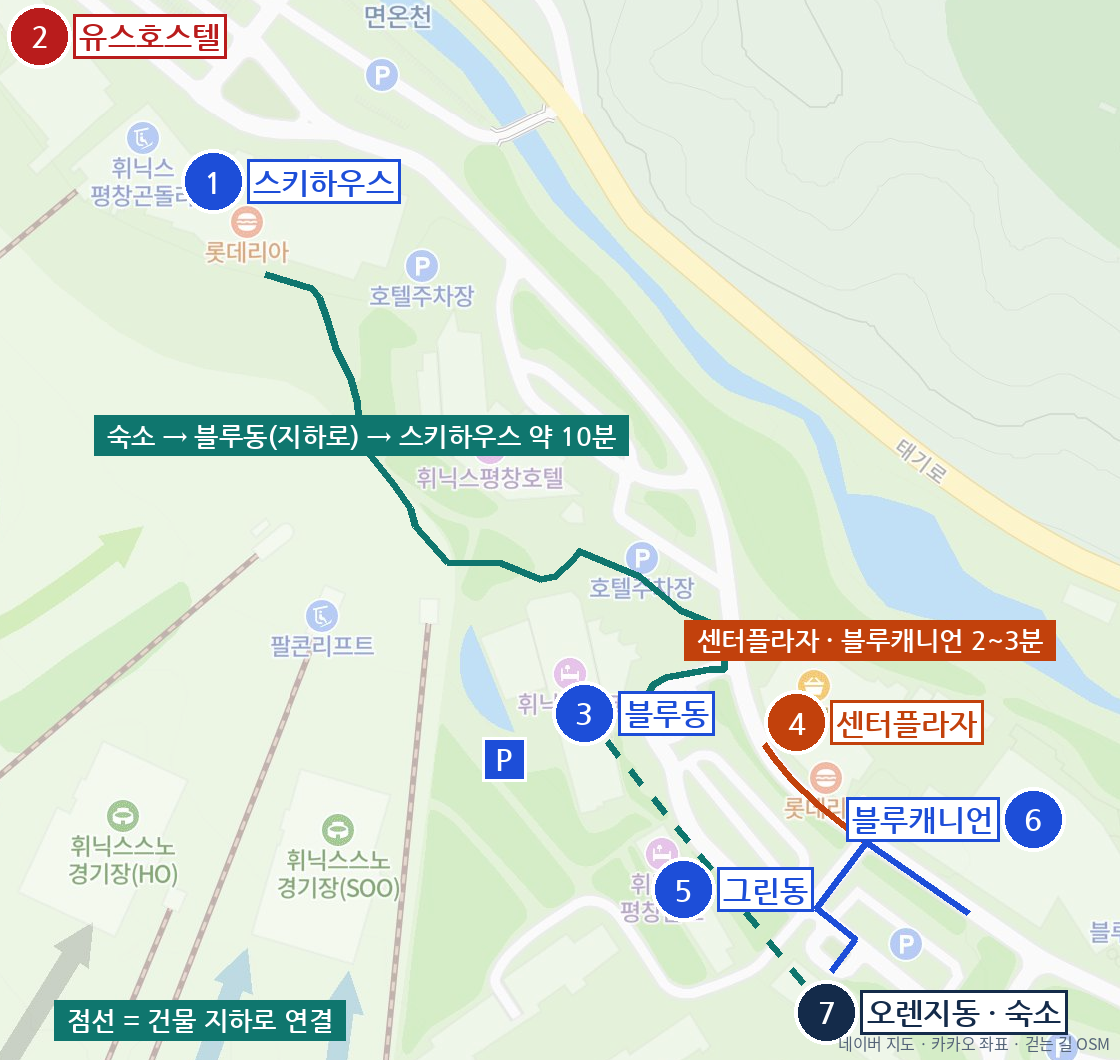 면온천
2
유스호스텔
P
휘닉스
평창곤돌라
1
스키하우스
롯데리아
P
호텔주차장
숙소 → 블루동(지하로) → 스키하우스 약 10분
휘닉스평창호텔
태기로
P
호텔주차장
팔콘리프트
센터플라자 · 블루캐니언 2~3분
휘닉
3
블루동
4
센터플라자
P
롯데리
휘닉스스노
경기장(HO)
휘닉스스노
경기장(SOO)
블루캐니언
6
휘
평창콘
5
그린동
P
블루
점선 = 건물 지하로 연결
7
오렌지동 · 숙소
네이버 지도 · 카카오 좌표 · 걷는 길 OSM